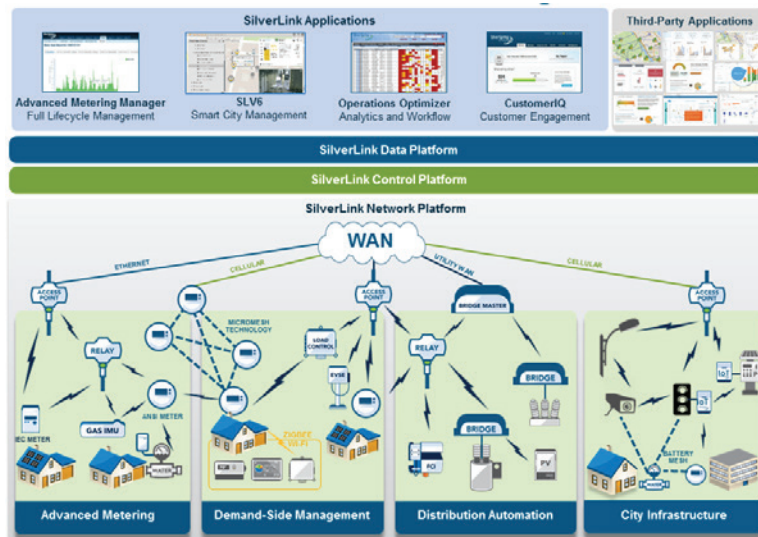 SilverLink Applications
Third-Party Applications
Advanced Metering Manager
Full Lifecycle Management
SLV6
Smart City Management
Operations Optimizer
Analytics and Workflow
CustomerIQ
Customer Engagement
SilverLink Data Platform
SilverLink Control Platform
SilverLink Network Platform
WAN
ETHERNET
CELLULAR
UTILITY WAN
CELLULAR
ACCESS
POINT
ACCESS
POINT
BRIDGE MASTER
ACCESS
POINT
MICROMESH
TECHNOLOGY
LOAD
CONTROL
RELAY
RELAY
EVSE
BRIDGE
IoT
IoT
ANSI METER
IEC METER
GAS IMU
BRIDGE
WI-FI
WATER
FCI
PV
BATTERY
MESH
WATER
Advanced Metering
Demand-Side Management
Distribution Automation
City Infrastructure